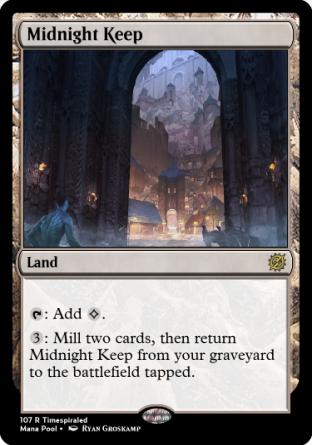 Midnight Keep
Land
: Add .
3: Mill two cards, then return
Midnight Keep from your graveyard
to the battlefield tapped.
107 R Timespiraled
Mana Pool • Ryan Groskamp